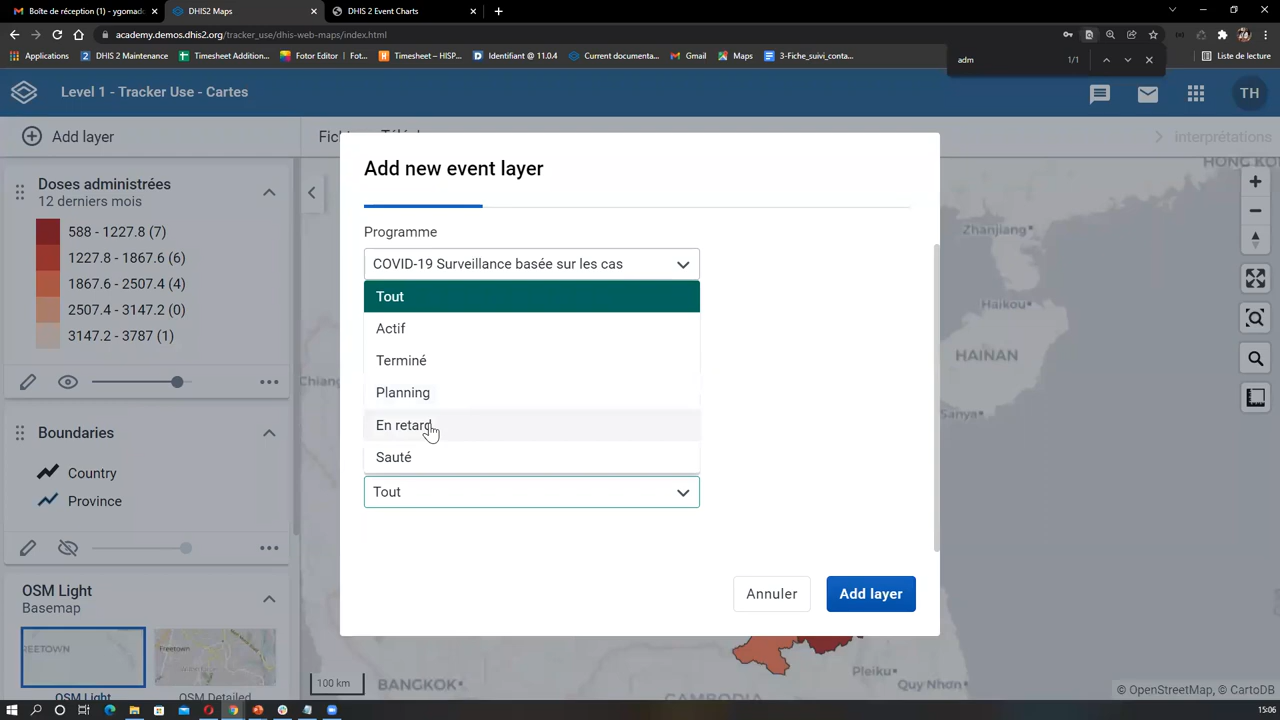 Boîte de réception (9) - ygomado
DHIS2 Maps
DHIS 2 Event Charts
academy.demos.dhis2.org/tracker_use/dhis-web-maps/index.html
Applications
DHIS 2 Maintenance
Timesheet Addition...
Fotor Editor | Fot...
Timesheet – HISP...
Identifiant @ 11.0.4
Current documenta...
Gmail
Maps
3-Fiche_suivi_conta...
adm
1/1
Liste de lecture
Level 1 - Tracker Use - Cartes
TH
Add layer
interprétations
Doses administrées
12 derniers mois
588 - 1227.8 (7)
1227.8 - 1867.6 (6)
1867.6 - 2507.4 (4)
2507.4 - 3147.2 (0)
3147.2 - 3787 (1)
Boundaries
Country
Province
OSM Light
Basemap
REETOWN
FREETOWN
OSM Light
OSM Detailed
Add new event layer
Programme
COVID-19 Surveillance basée sur les cas
Tout
Actif
Terminé
Planning
En retard
Sauté
Tout
Annuler
Add layer
HONG KO
Zhanjiang
Haikou
HAINAN
Sanya
Chiang
100 km
BANGKOK
CAMBODIA
Pleiku
Quy Nhơn
© OpenStreetMap, © CartoDB
15:06